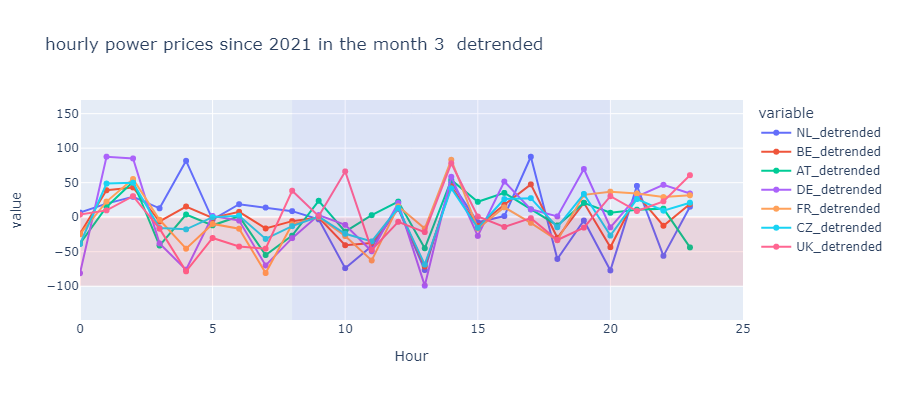 hourly power prices since 2021 in the month 3 detrended
variable
NL_detrended
BE_detrended
AT_detrended
DE_detrended
FR_detrended
CZ_detrended
UK_detrended
value
150
100
50
0
−50
−100
0 5 10 15 20 25
Hour